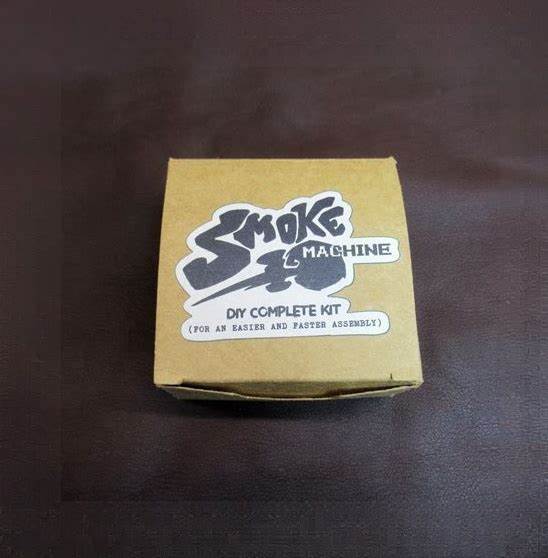 SMOKE
MACHINE
DIY COMPLETE KIT
(FOR AN EASIER AND FASTER ASSEMBLY)